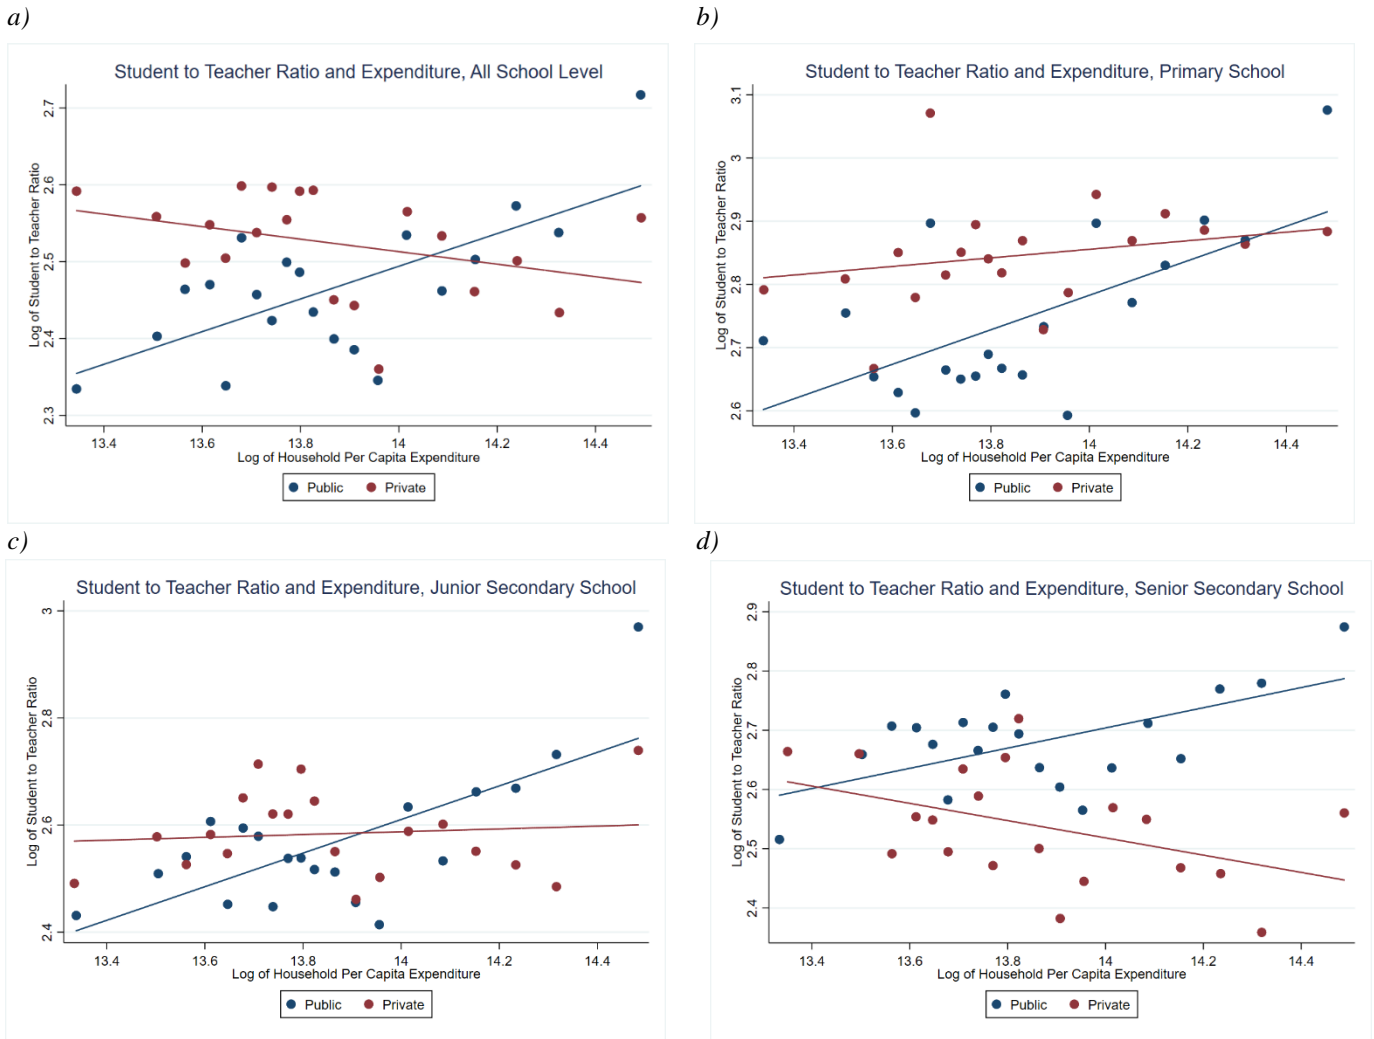 a)
Student to Teacher Ratio and Expenditure, All School Level
Log of Student to Teacher Ratio
2.7
2.6
2.5
2.4
2.3
13.4 13.6 13.8 14 14.2 14.4
Log of Household Per Capita Expenditure
Public Private
b)
Student to Teacher Ratio and Expenditure, Primary School
Log of Student to Teacher Ratio
3.1
3
2.9
2.8
2.7
2.6
13.4 13.6 13.8 14 14.2 14.4
Log of Household Per Capita Expenditure
Public Private
c)
Student to Teacher Ratio and Expenditure, Junior Secondary School
Log of Student to Teacher Ratio
3
2.8
2.6
2.4
13.4 13.6 13.8 14 14.2 14.4
Log of Household Per Capita Expenditure
Public Private
d)
Student to Teacher Ratio and Expenditure, Senior Secondary School
Log of Student to Teacher Ratio
2.9
2.8
2.7
2.6
2.5
2.4
13.4 13.6 13.8 14 14.2 14.4
Log of Household Per Capita Expenditure
Public Private